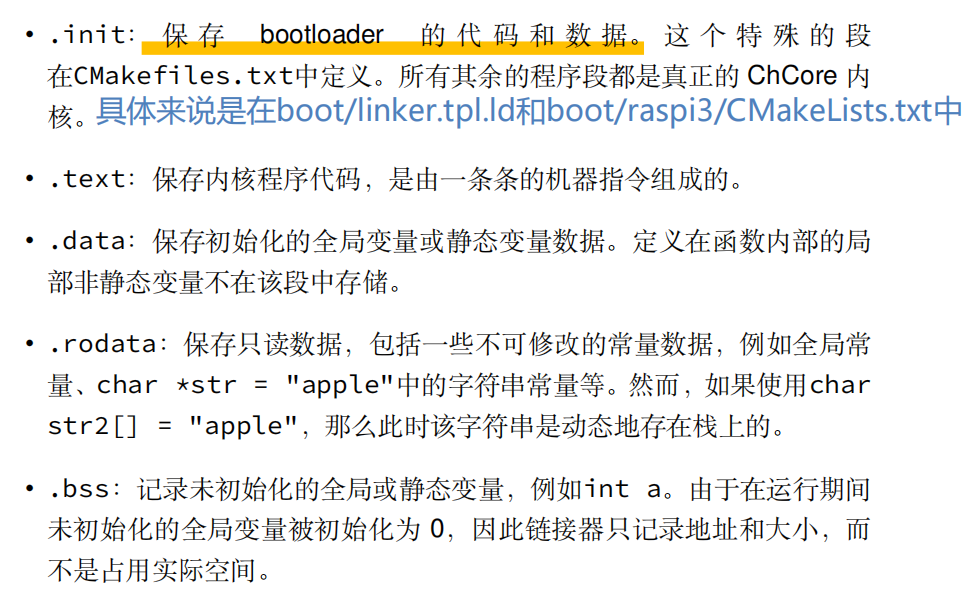 • .init：保存 bootloader 的代码和数据。这个特殊的段
在CMakefiles.txt中定义。所有其余的程序段都是真正的 ChCore 内
核。具体来说是在boot/linker.tpl.ld和boot/raspi3/CMakeLists.txt中
• .text：保存内核程序代码，是由一条条的机器指令组成的。
• .data：保存初始化的全局变量或静态变量数据。定义在函数内部的局
部非静态变量不在该段中存储。
• .rodata：保存只读数据，包括一些不可修改的常量数据，例如全局常
量、char *str = "apple"中的字符串常量等。然而，如果使用char
str2[] = "apple"，那么此时该字符串是动态地存在栈上的。
• .bss：记录未初始化的全局或静态变量，例如int a。由于在运行期间
未初始化的全局变量被初始化为 0，因此链接器只记录地址和大小，而
不是占用实际空间。